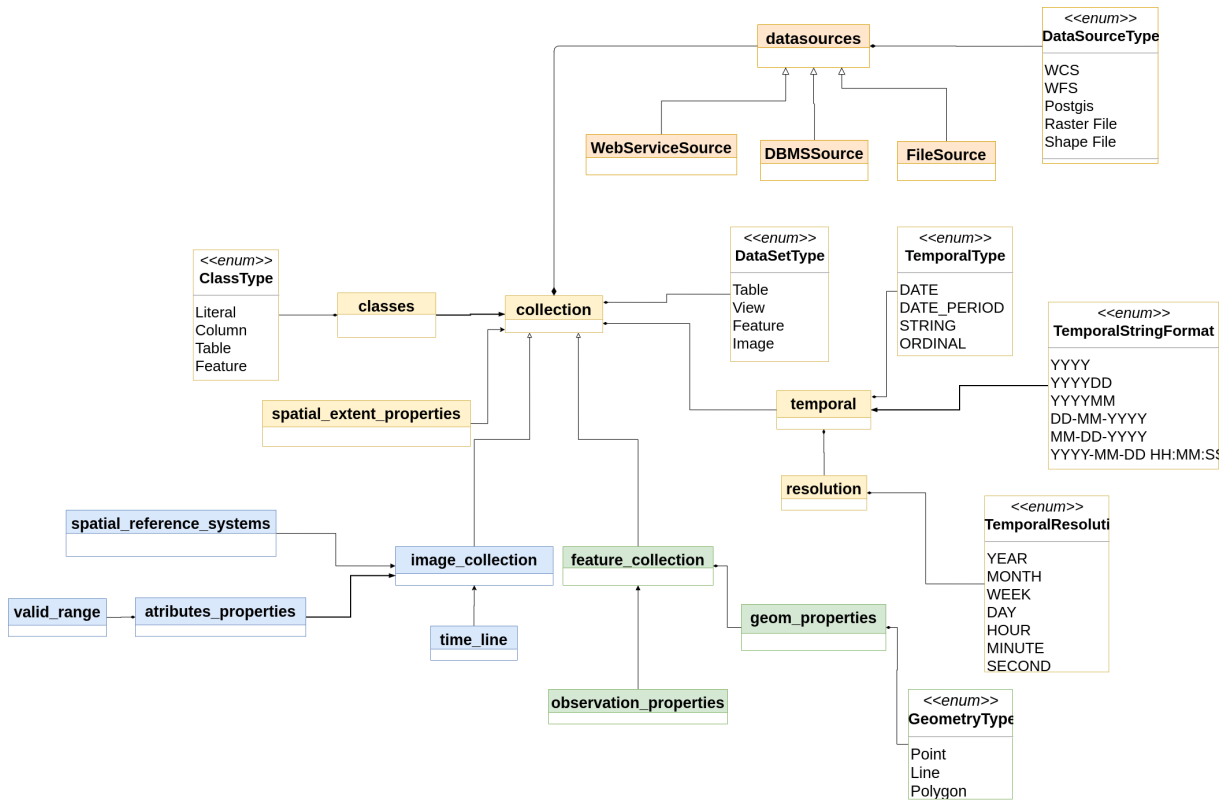 <<enum>>
DataSourceType
WCS
WFS
Postgis
Raster File
Shape File
datasources
WebServiceSource
DBMSSource
FileSource
<<enum>>
ClassType
Literal
Column
Table
Feature
classes
collection
<<enum>>
DataSetType
Table
View
Feature
Image
<<enum>>
TemporalType
DATE
DATE_PERIOD
STRING
ORDINAL
<<enum>>
TemporalStringFormat
YYYY
YYYYDD
YYYYMM
DD-MM-YYYY
MM-DD-YYYY
YYYY-MM-DD HH:MM:SS
spatial_extent_properties
temporal
resolution
<<enum>>
TemporalResoluti
YEAR
MONTH
WEEK
DAY
HOUR
MINUTE
SECOND
spatial_reference_systems
image_collection
feature_collection
valid_range
atributes_properties
time_line
geom_properties
observation_properties
<<enum>>
GeometryType
Point
Line
Polygon